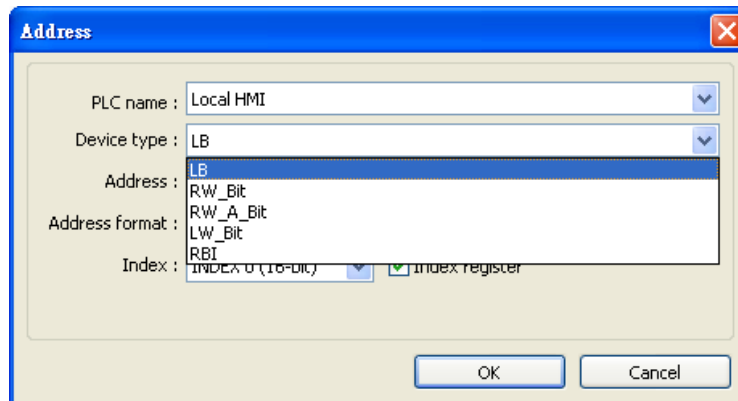 Address
PLC name : Local HMI
Device type : LB
LB
RW_Bit
RW_A_Bit
Address :
LW_Bit
Address format :
RBI
Index : INDEX 0 (16-bit) Index register
OK Cancel